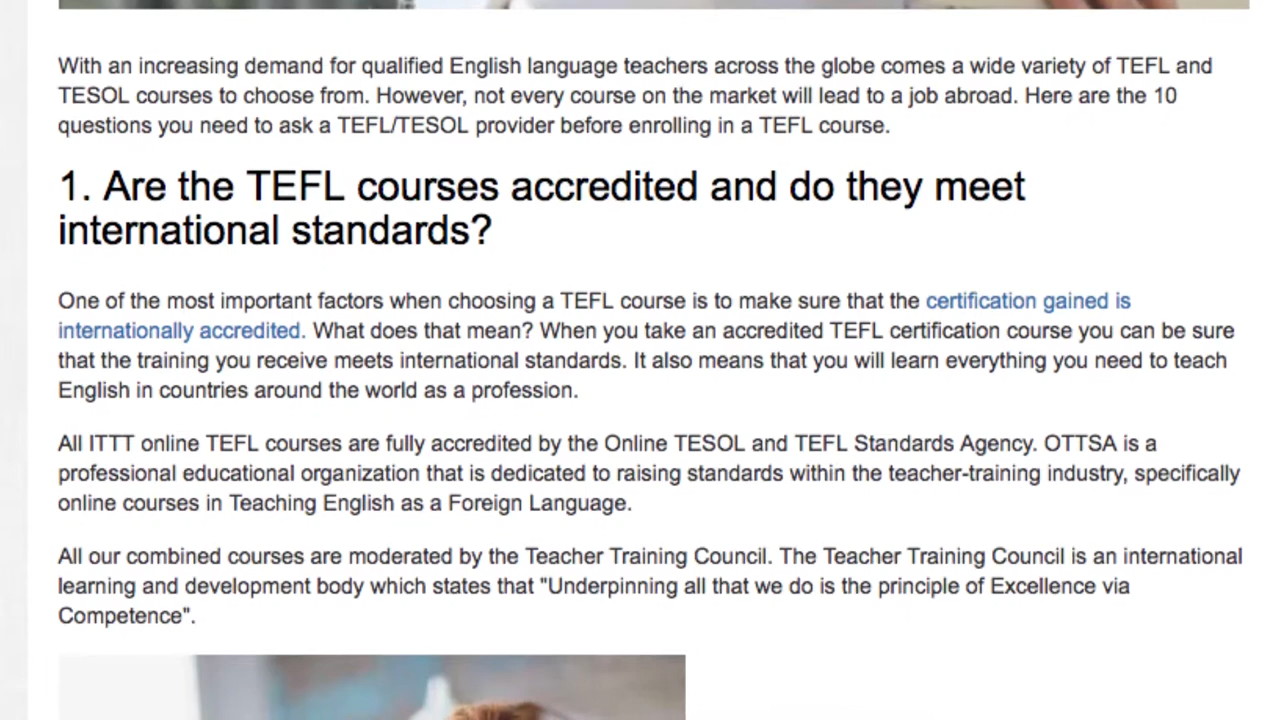 With an increasing demand for qualified English language teachers across the globe comes a wide variety of TEFL and
TESOL courses to choose from. However, not every course on the market will lead to a job abroad. Here are the 10
questions you need to ask a TEFL/TESOL provider before enrolling in a TEFL course.
1. Are the TEFL courses accredited and do they meet
international standards?
One of the most important factors when choosing a TEFL course is to make sure that the certification gained is
internationally accredited. What does that mean? When you take an accredited TEFL certification course you can be sure
that the training you receive meets international standards. It also means that you will learn everything you need to teach
English in countries around the world as a profession.
All ITTT online TEFL courses are fully accredited by the Online TESOL and TEFL Standards Agency. OTTSA is a
professional educational organization that is dedicated to raising standards within the teacher-training industry, specifically
online courses in Teaching English as a Foreign Language.
All our combined courses are moderated by the Teacher Training Council. The Teacher Training Council is an international
learning and development body which states that "Underpinning all that we do is the principle of Excellence via
Competence".